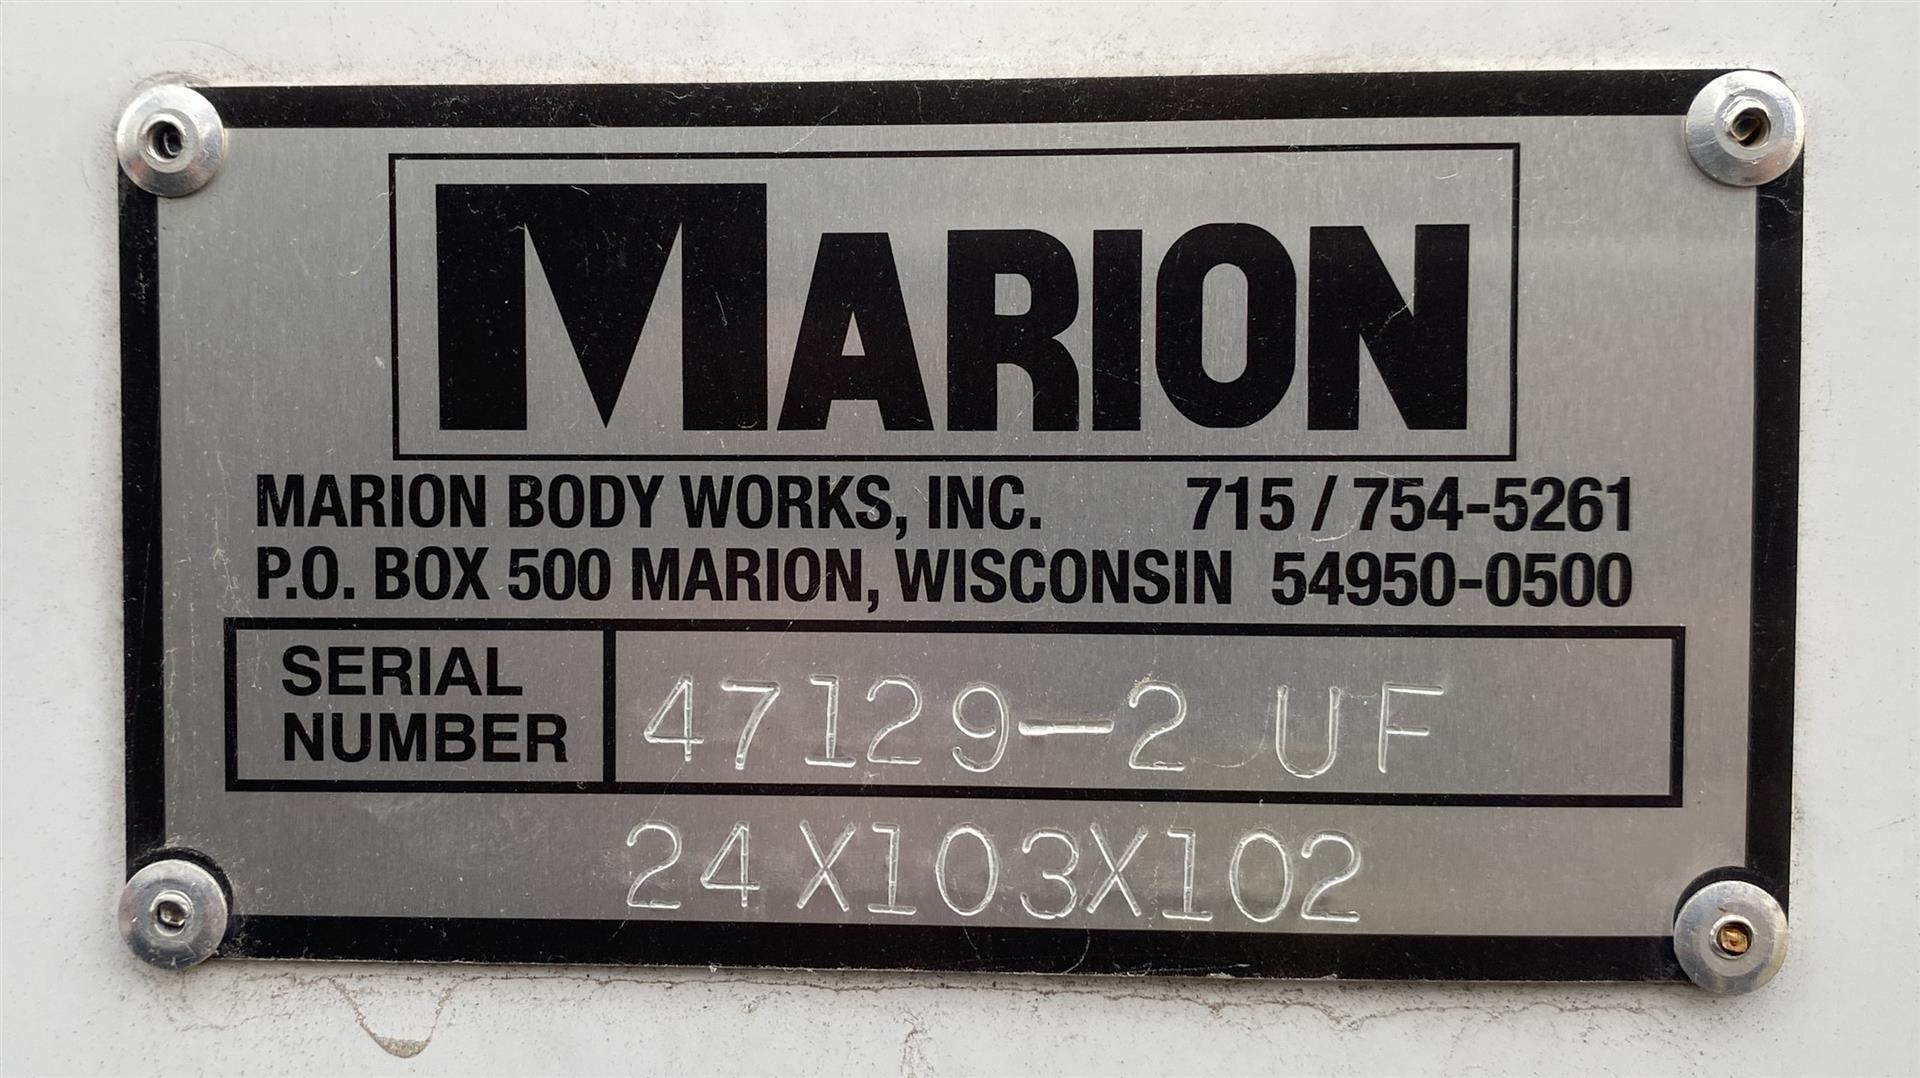 MARION
MARION BODY WORKS, INC. 715 / 754-5261
P.O. BOX 500 MARION, WISCONSIN 54950-0500
SERIAL NUMBER 47129-2 UF
24X103X102